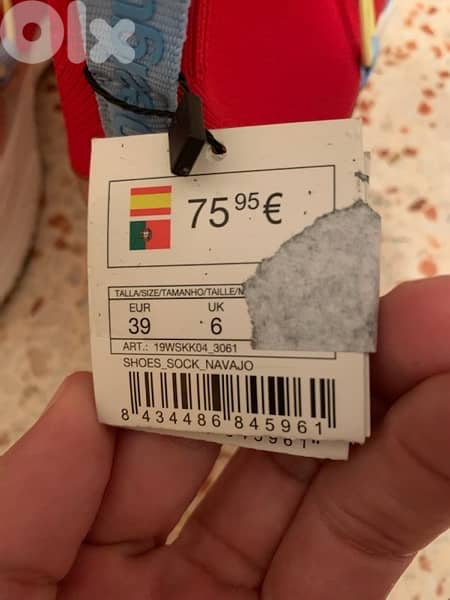 olx
75 95 €
TALLA/SIZE/TAMANHO/TAILLE/
EUR UK
39 6
ART.: 19WSKK04_3061
SHOES_SOCK_NAVAJO
8 434486 845961